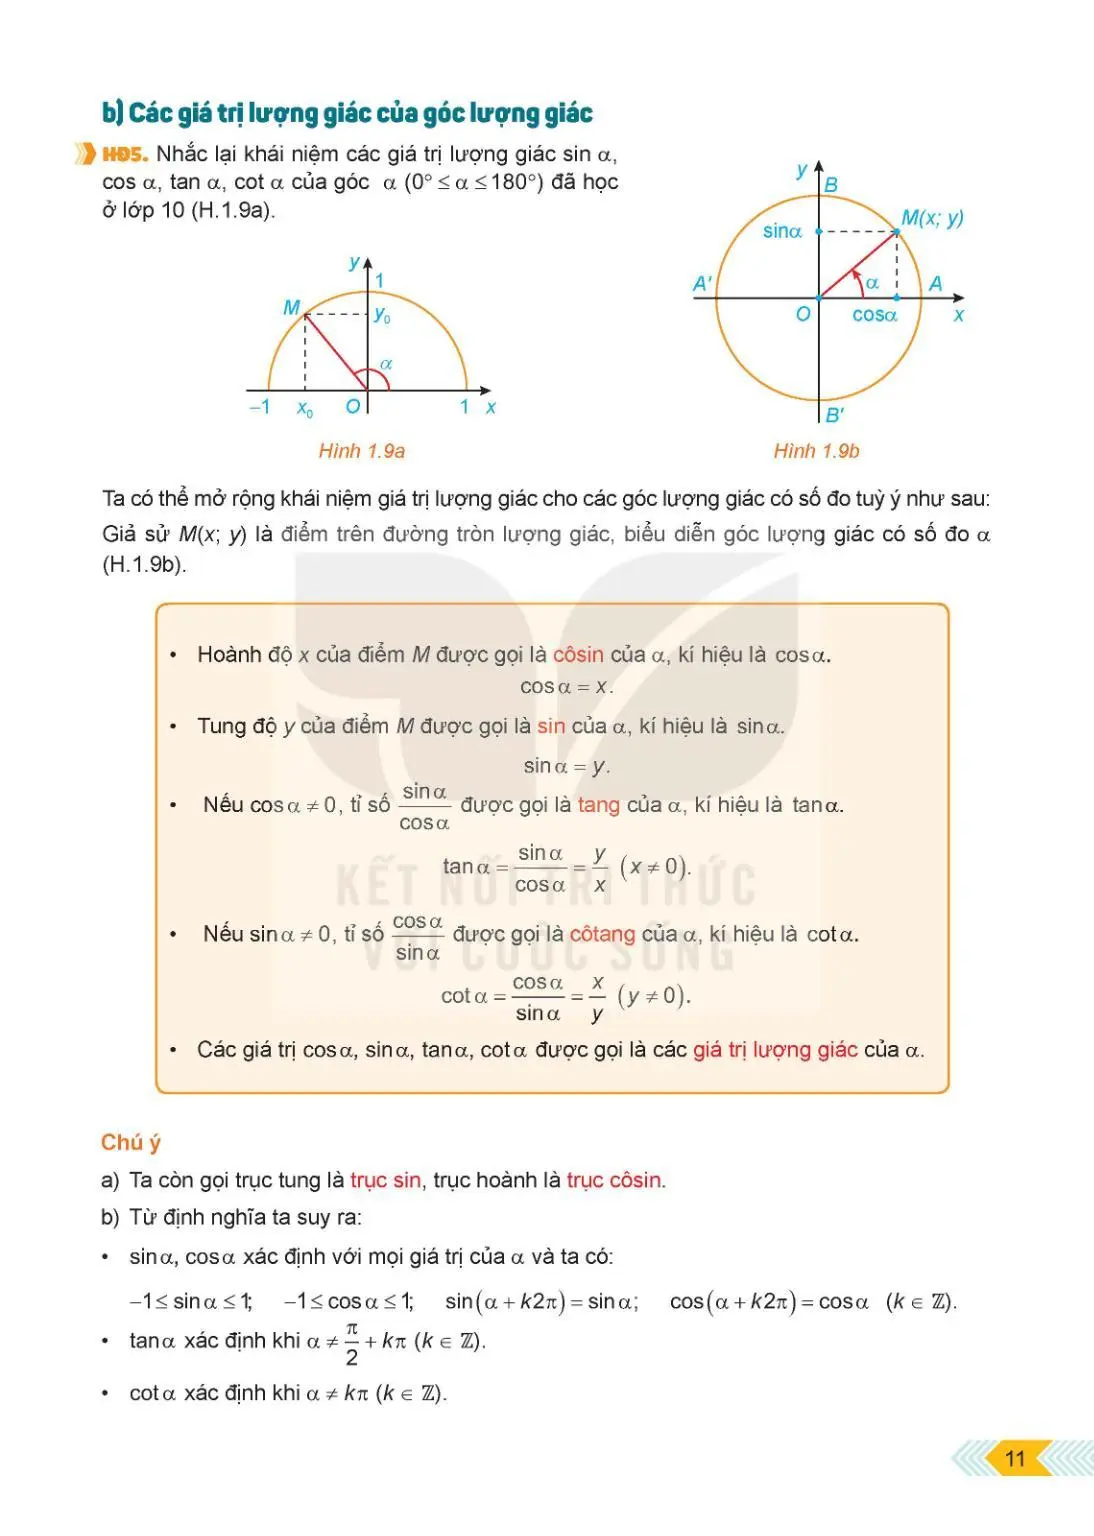 b) Các giá trị lượng giác của góc lượng giác
HĐ5. Nhắc lại khái niệm các giá trị lượng giác sin α,
cos α, tan α, cot α của góc α (0° ≤ α ≤ 180°) đã học
ở lớp 10 (H.1.9a).
y
1
M
y₀
α
–1
x₀
O
1
x
Hình 1.9a
y
B
sinα
M(x; y)
A'
α
A
O
cosα
x
B'
Hình 1.9b
Ta có thể mở rộng khái niệm giá trị lượng giác cho các góc lượng giác có số đo tuỳ ý như sau:
Giả sử M(x; y) là điểm trên đường tròn lượng giác, biểu diễn góc lượng giác có số đo α
(H.1.9b).
• Hoành độ x của điểm M được gọi là côsin của α, kí hiệu là cosα.
cosα = x.
• Tung độ y của điểm M được gọi là sin của α, kí hiệu là sinα.
sinα = y.
• Nếu cosα ≠ 0, tỉ số sinα/cosα được gọi là tang của α, kí hiệu là tanα.
tanα = sinα/cosα = y/x (x ≠ 0).
• Nếu sinα ≠ 0, tỉ số cosα/sinα được gọi là côtang của α, kí hiệu là cotα.
cotα = cosα/sinα = x/y (y ≠ 0).
• Các giá trị cosα, sinα, tanα, cotα được gọi là các giá trị lượng giác của α.
KẾT NỐI TRI THỨC
VỚI CUỘC SỐNG
Chú ý
a) Ta còn gọi trục tung là trục sin, trục hoành là trục côsin.
b) Từ định nghĩa ta suy ra:
• sinα, cosα xác định với mọi giá trị của α và ta có:
–1 ≤ sinα ≤ 1; –1 ≤ cosα ≤ 1; sin(α + k2π) = sinα; cos(α + k2π) = cosα (k ∈ ℤ).
• tanα xác định khi α ≠ π/2 + kπ (k ∈ ℤ).
• cotα xác định khi α ≠ kπ (k ∈ ℤ).
11